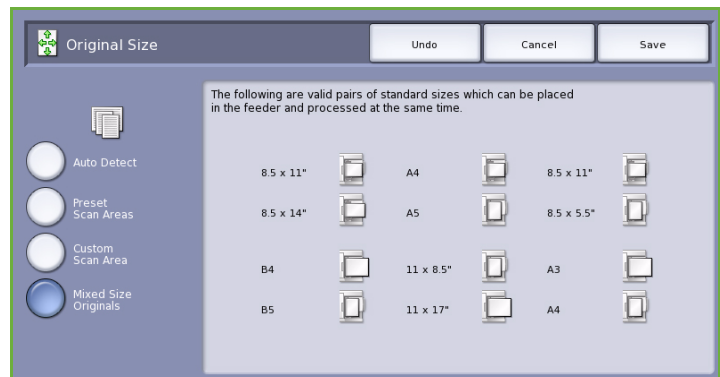 Original Size
Undo
Cancel
Save
The following are valid pairs of standard sizes which can be placed
in the feeder and processed at the same time.
Auto Detect
Preset
Scan Areas
Custom
Scan Area
Mixed Size
Originals
8.5 x 11" A4 8.5 x 11"
8.5 x 14" A5 8.5 x 5.5"
B4 11 x 8.5" A3
B5 11 x 17" A4